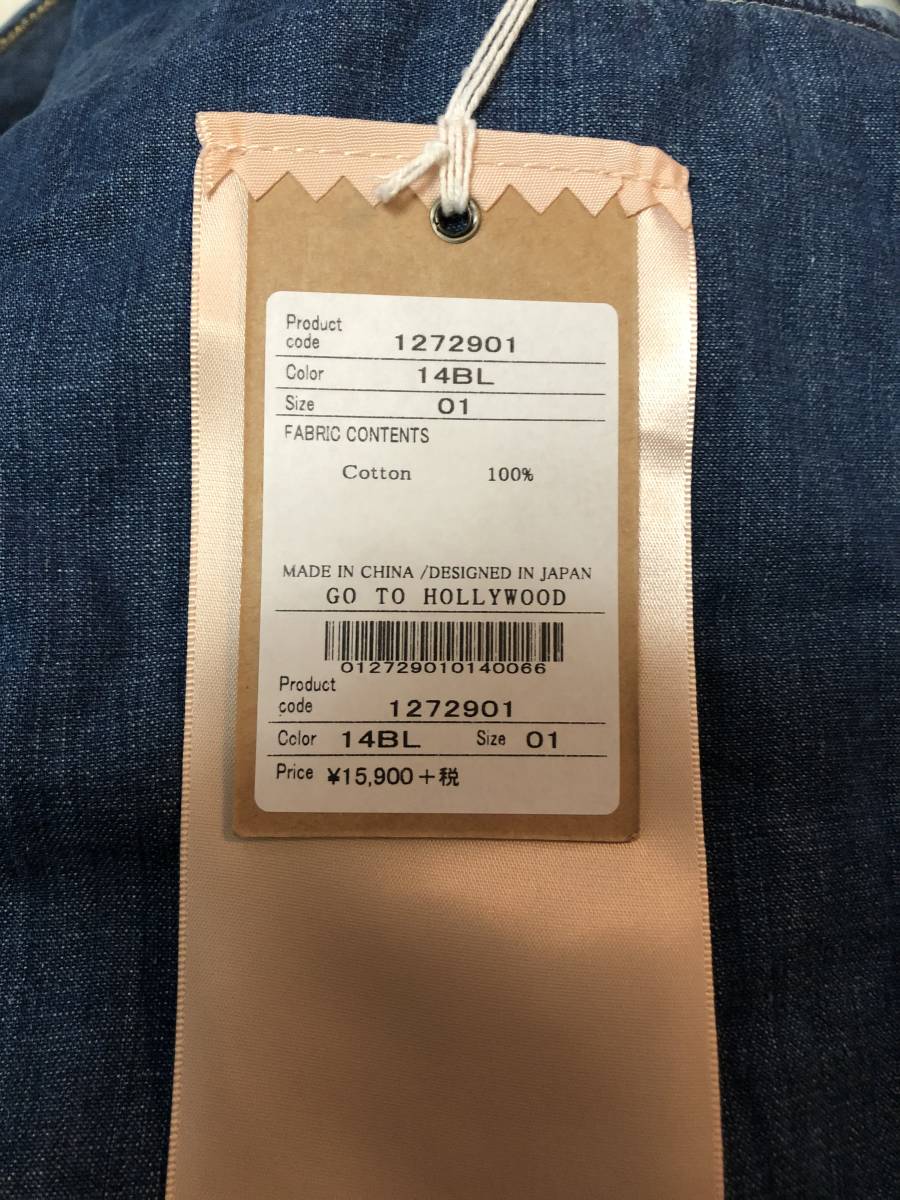 Product
code 1272901
Color 14BL
Size 01
FABRIC CONTENTS
Cotton 100%
MADE IN CHINA /DESIGNED IN JAPAN
GO TO HOLLYWOOD
012729010140066
Product
code 1272901
Color 14BL Size 01
Price ¥15,900+税